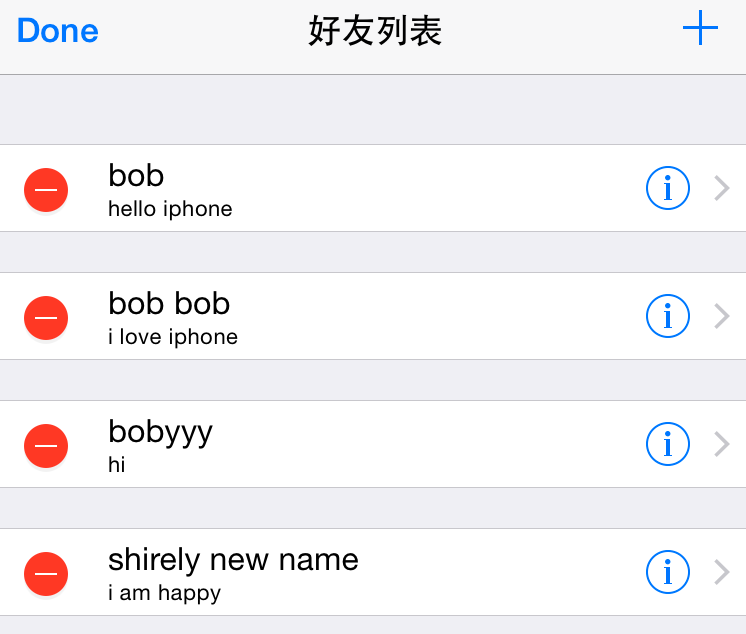 Done
好友列表
bob
hello iphone
bob bob
i love iphone
bobyyy
hi
shirely new name
i am happy